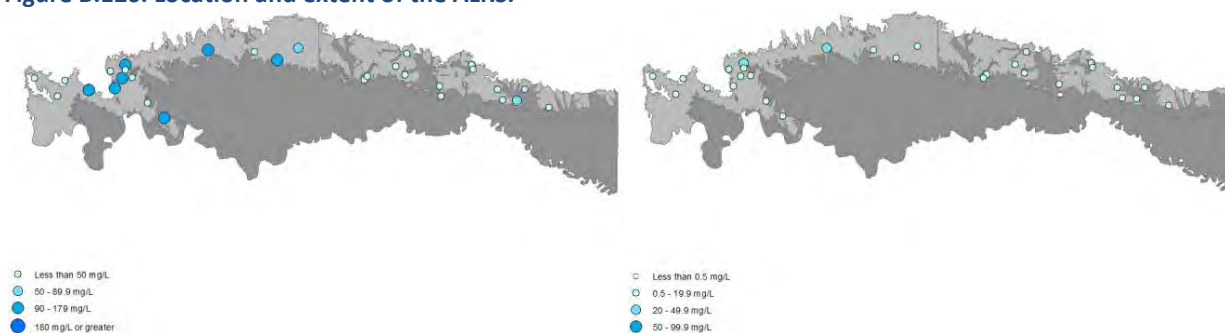 Figure B.110. Location and extent of the AERS.
Less than 50 mg/L
50 - 89.9 mg/L
90 - 179 mg/L
180 mg/L or greater
Less than 0.5 mg/L
0.5 - 19.9 mg/L
20 - 49.9 mg/L
50 - 99.9 mg/L